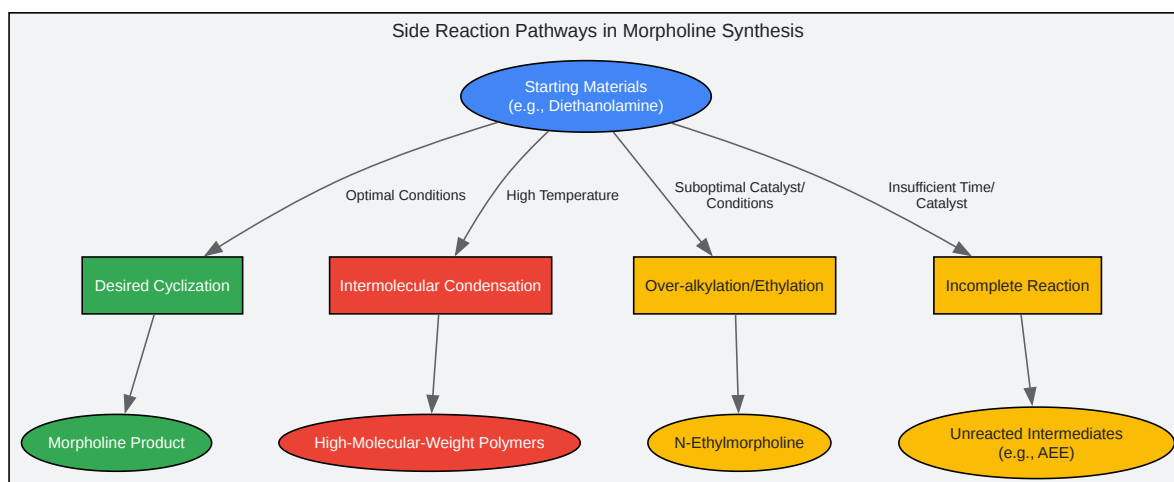 Side Reaction Pathways in Morpholine Synthesis
Starting Materials
(e.g., Diethanolamine)
Optimal Conditions
High Temperature
Suboptimal Catalyst/
Conditions
Insufficient Time/
Catalyst
Desired Cyclization
Intermolecular Condensation
Over-alkylation/Ethylation
Incomplete Reaction
Morpholine Product
High-Molecular-Weight Polymers
N-Ethylmorpholine
Unreacted Intermediates
(e.g., AEE)